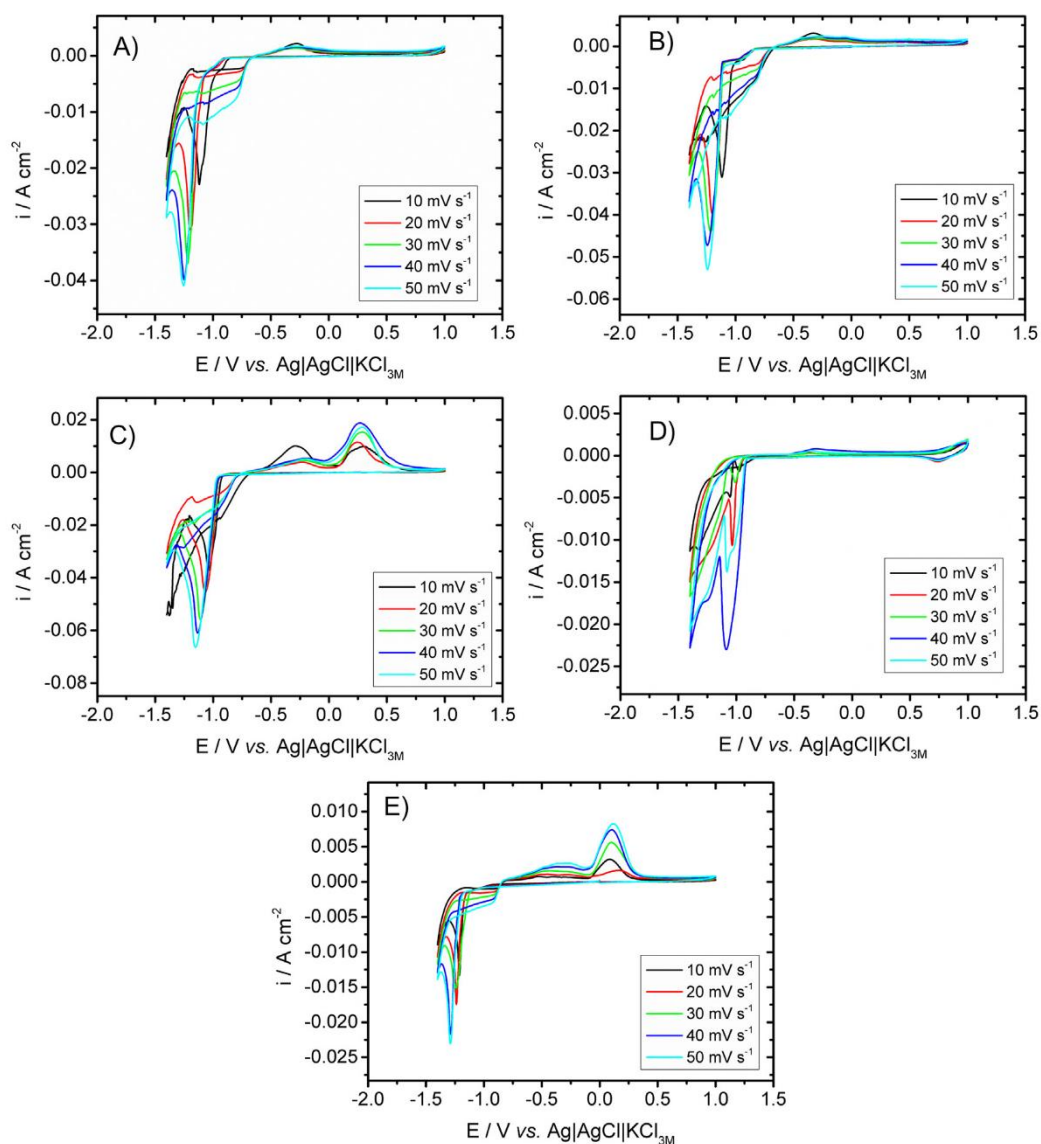 A)
0.00
-0.01
-0.02
-0.03
-0.04
i / A cm⁻²
10 mV s⁻¹
20 mV s⁻¹
30 mV s⁻¹
40 mV s⁻¹
50 mV s⁻¹
-2.0 -1.5 -1.0 -0.5 0.0 0.5 1.0 1.5
E / V vs. Ag|AgCl|KCl₃M
B)
0.00
-0.01
-0.02
-0.03
-0.04
-0.05
-0.06
i / A cm⁻²
10 mV s⁻¹
20 mV s⁻¹
30 mV s⁻¹
40 mV s⁻¹
50 mV s⁻¹
-2.0 -1.5 -1.0 -0.5 0.0 0.5 1.0 1.5
E / V vs. Ag|AgCl|KCl₃M
C)
0.02
0.00
-0.02
-0.04
-0.06
-0.08
i / A cm⁻²
10 mV s⁻¹
20 mV s⁻¹
30 mV s⁻¹
40 mV s⁻¹
50 mV s⁻¹
-2.0 -1.5 -1.0 -0.5 0.0 0.5 1.0 1.5
E / V vs. Ag|AgCl|KCl₃M
D)
0.005
0.000
-0.005
-0.010
-0.015
-0.020
-0.025
i / A cm⁻²
10 mV s⁻¹
20 mV s⁻¹
30 mV s⁻¹
40 mV s⁻¹
50 mV s⁻¹
-2.0 -1.5 -1.0 -0.5 0.0 0.5 1.0 1.5
E / V vs. Ag|AgCl|KCl₃M
E)
0.010
0.005
0.000
-0.005
-0.010
-0.015
-0.020
-0.025
i / A cm⁻²
10 mV s⁻¹
20 mV s⁻¹
30 mV s⁻¹
40 mV s⁻¹
50 mV s⁻¹
-2.0 -1.5 -1.0 -0.5 0.0 0.5 1.0 1.5
E / V vs. Ag|AgCl|KCl₃M